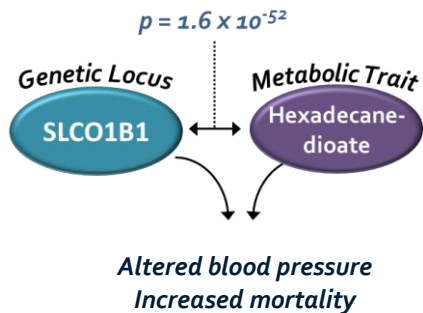 p = 1.6 x 10^-52
Genetic Locus
Metabolic Trait
SLCO1B1
Hexadecane-
dioate
Altered blood pressure
Increased mortality